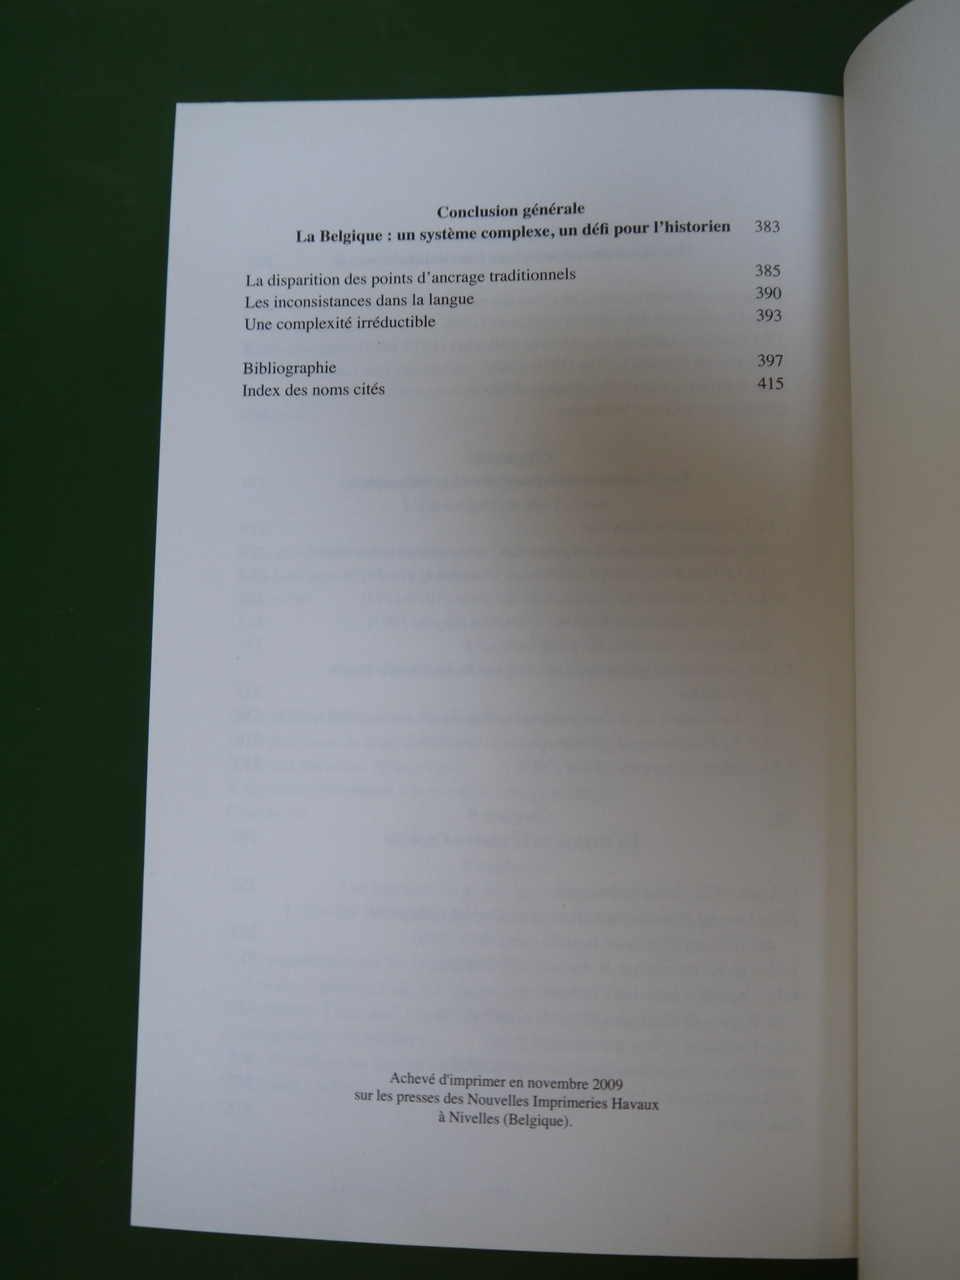 Conclusion générale
La Belgique : un système complexe, un défi pour l'historien 383
La disparition des points d'ancrage traditionnels 385
Les inconsistances dans la langue 390
Une complexité irréductible 393
Bibliographie 397
Index des noms cités 415
Achevé d'imprimer en novembre 2009
sur les presses des Nouvelles Imprimeries Havaux
à Nivelles (Belgique).